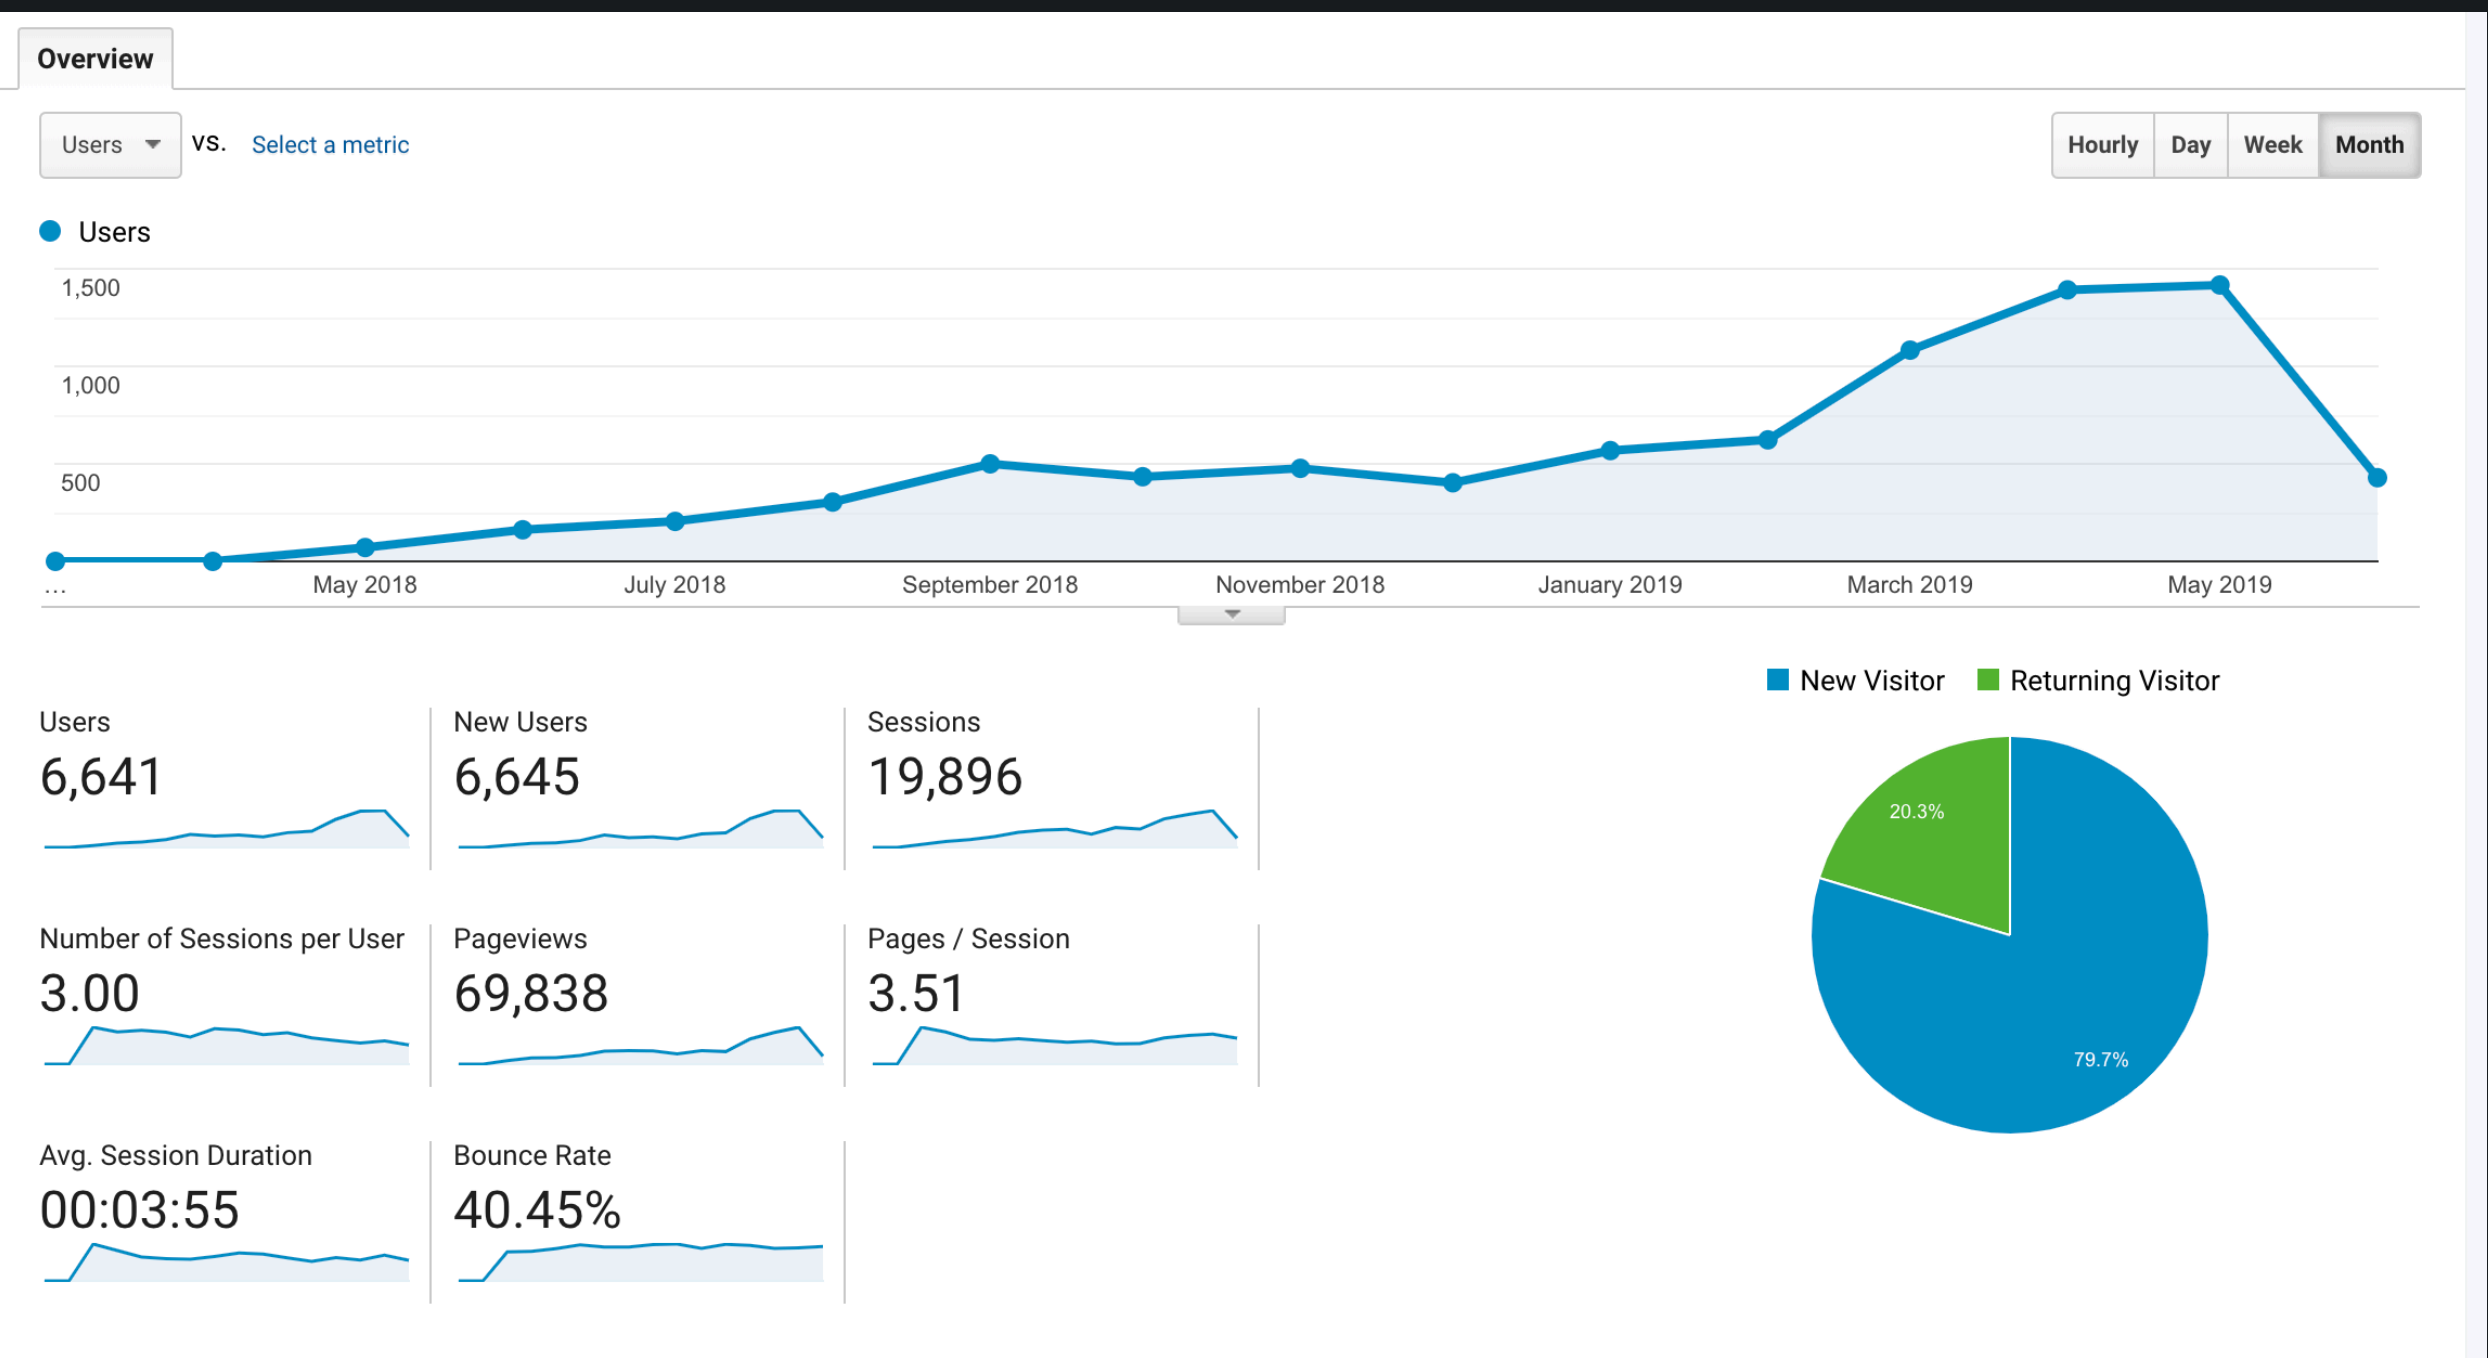 Overview
Users vs. Select a metric
Hourly Day Week Month
Users
1,500
1,000
500
... May 2018 July 2018 September 2018 November 2018 January 2019 March 2019 May 2019
New Visitor Returning Visitor
Users New Users Sessions
6,641 6,645 19,896
20.3%
Number of Sessions per User Pageviews Pages / Session
3.00 69,838 3.51
79.7%
Avg. Session Duration Bounce Rate
00:03:55 40.45%